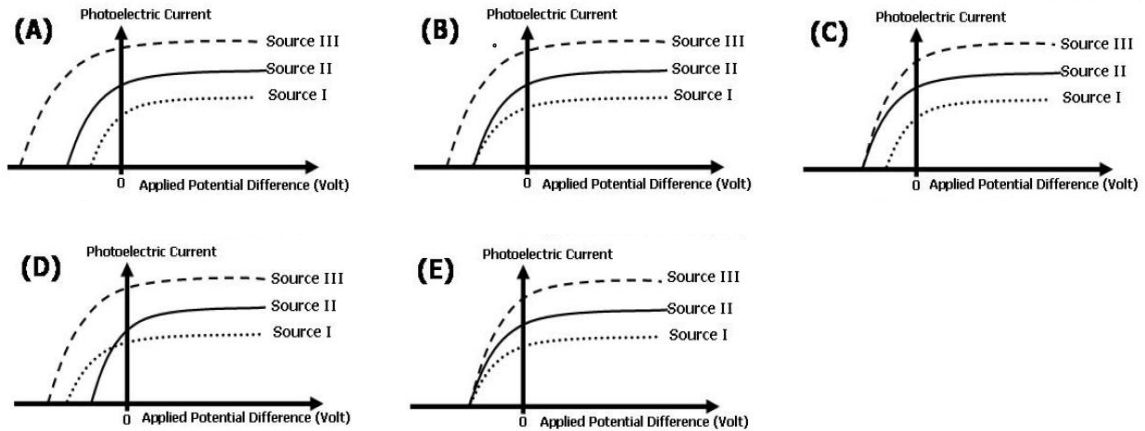 (A)
Photoelectric Current
Source III
Source II
Source I
0
Applied Potential Difference (Volt)
(B)
Photoelectric Current
Source III
Source II
Source I
0
Applied Potential Difference (Volt)
(C)
Photoelectric Current
Source III
Source II
Source I
0
Applied Potential Difference (Volt)
(D)
Photoelectric Current
Source III
Source II
Source I
0
Applied Potential Difference (Volt)
(E)
Photoelectric Current
Source III
Source II
Source I
0
Applied Potential Difference (Volt)